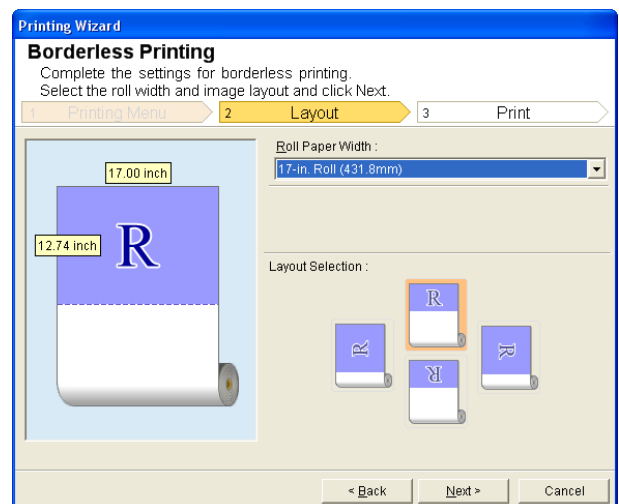 Printing Wizard
Borderless Printing
Complete the settings for borderless printing.
Select the roll width and image layout and click Next.
1 Printing Menu 2 Layout 3 Print
Roll Paper Width :
17-in. Roll (431.8mm)
17.00 inch
12.74 inch
R
Layout Selection :
R
R
R
R
< Back Next > Cancel